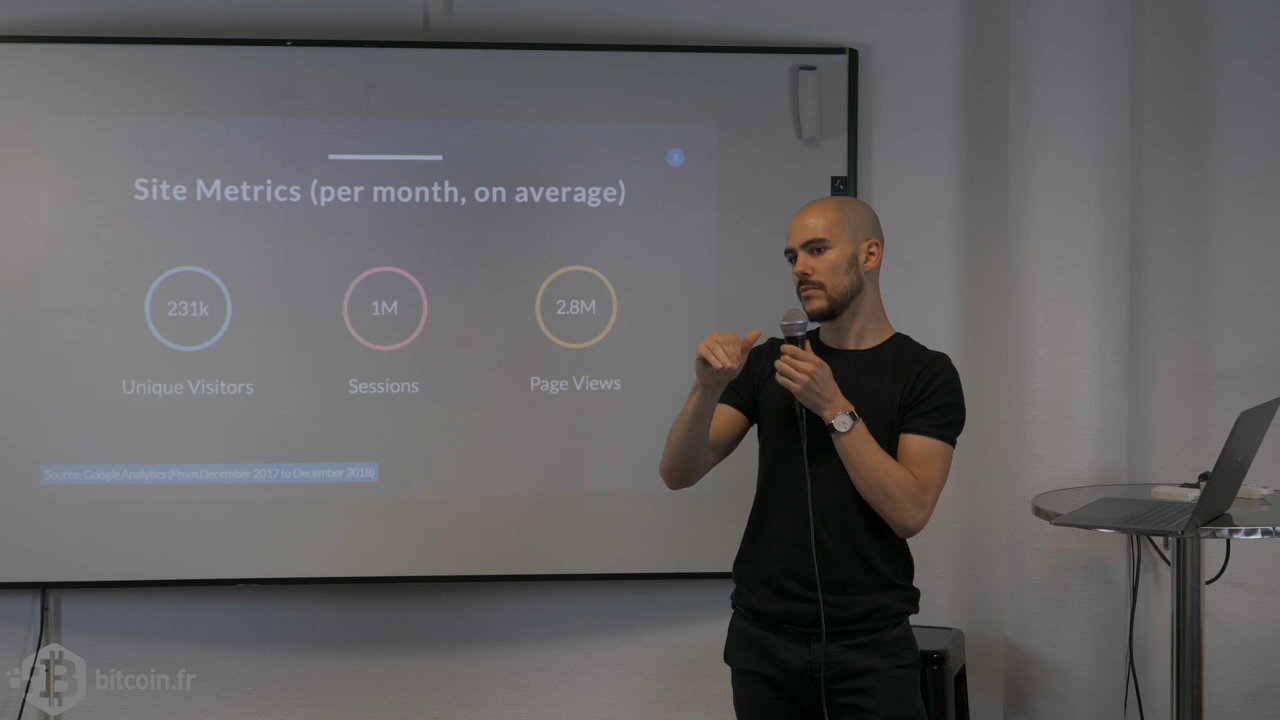 Site Metrics (per month, on average)
231k
1M
2.8M
Unique Visitors
Sessions
Page Views
Source: Google Analytics (From December 2017 to December 2018)
bitcoin.fr